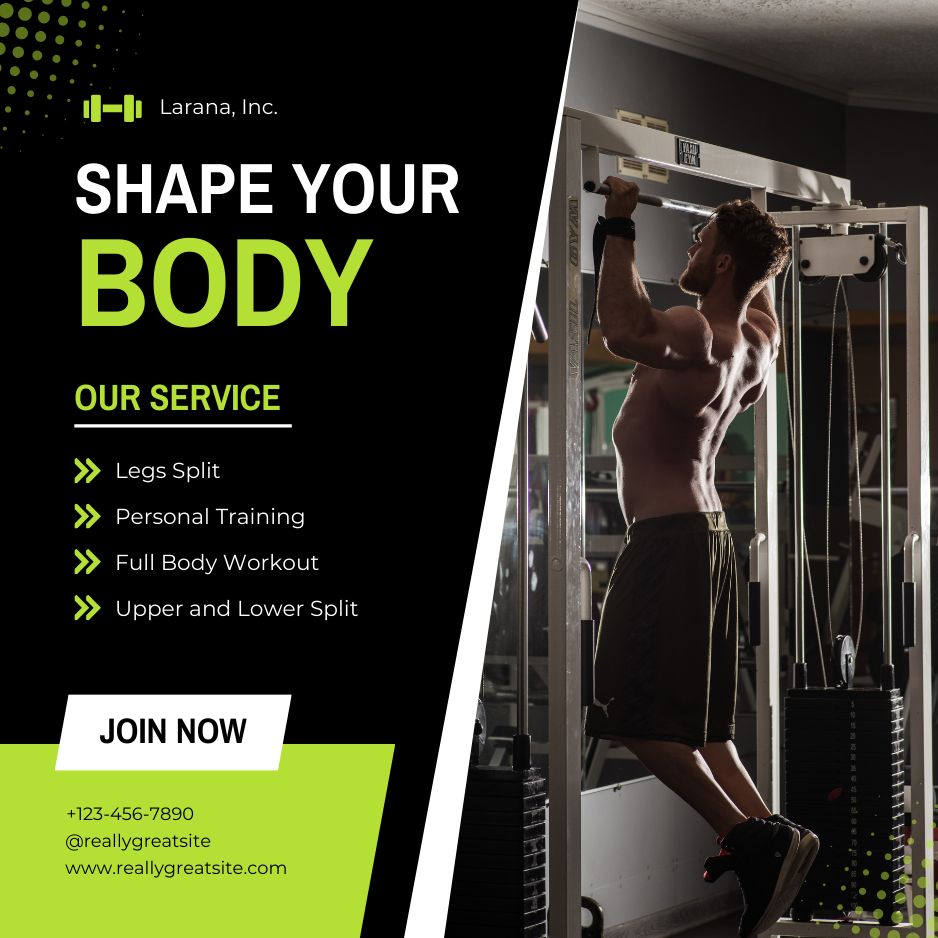 Larana, Inc.
SHAPE YOUR
BODY
OUR SERVICE
Legs Split
Personal Training
Full Body Workout
Upper and Lower Split
JOIN NOW
+123-456-7890
@reallygreatsite
www.reallygreatsite.com